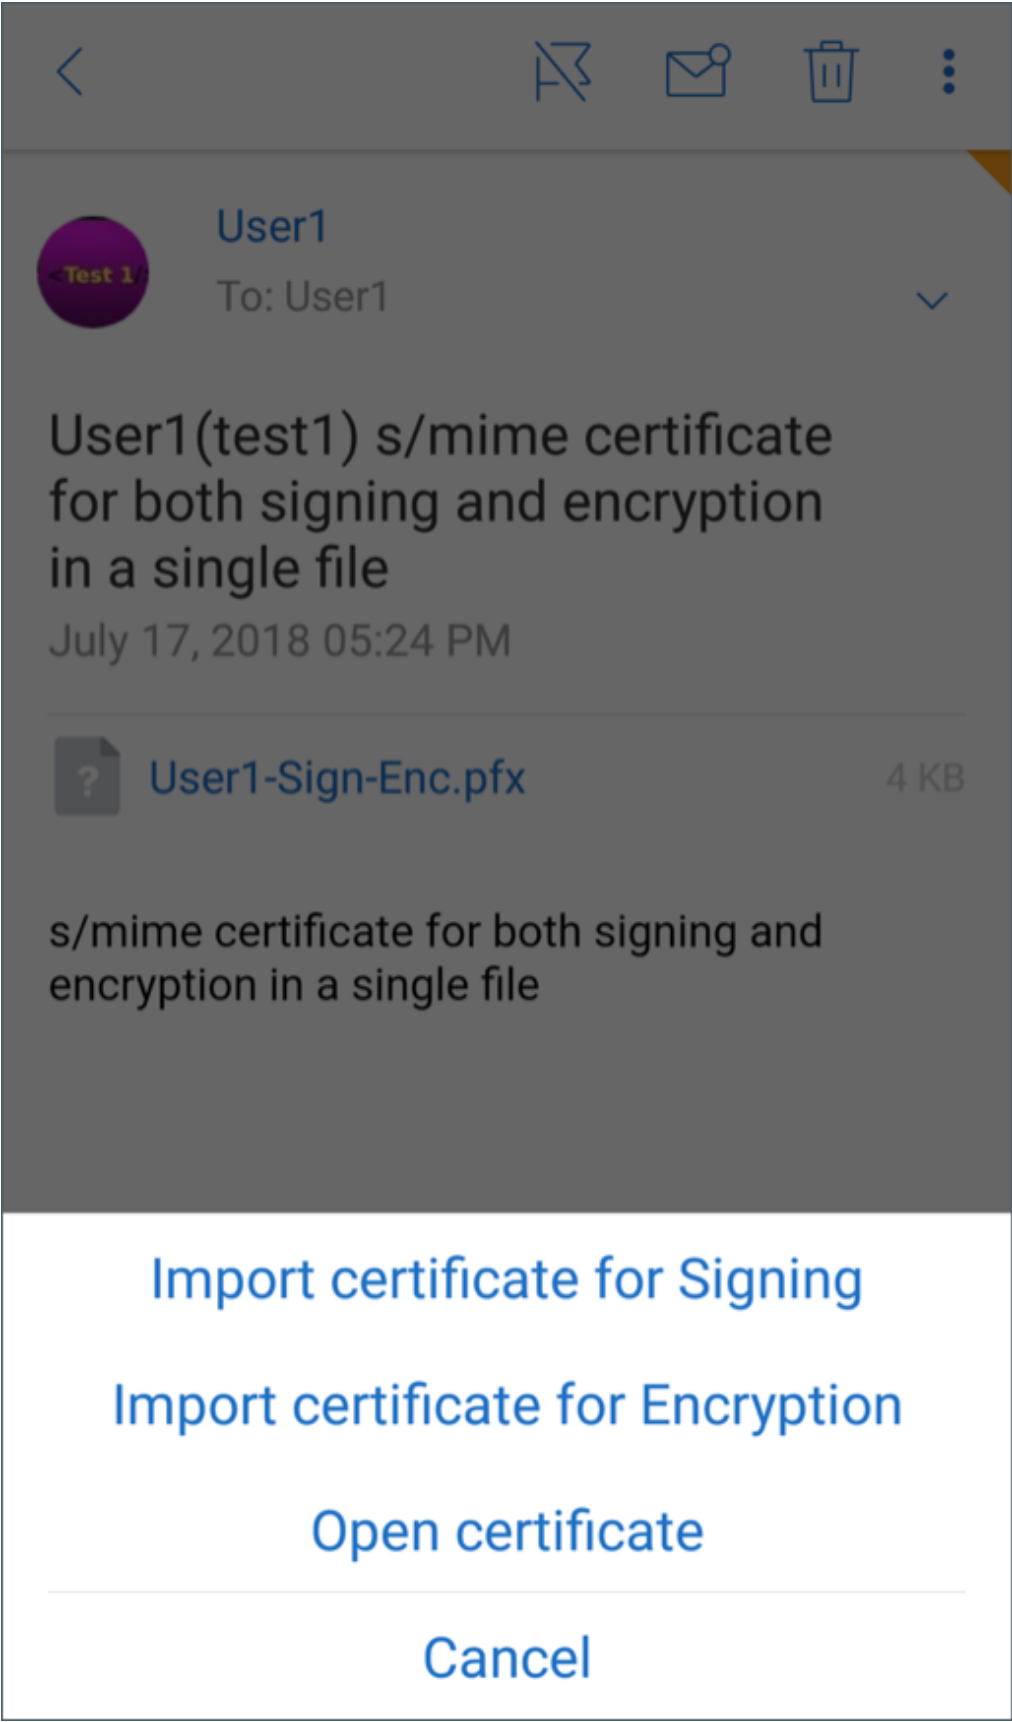 User1
<Test 1/>
To: User1
User1(test1) s/mime certificate
for both signing and encryption
in a single file
July 17, 2018 05:24 PM
?
User1-Sign-Enc.pfx
4 KB
s/mime certificate for both signing and
encryption in a single file
Import certificate for Signing
Import certificate for Encryption
Open certificate
Cancel